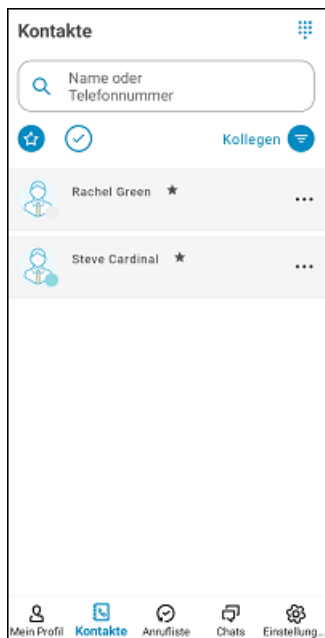 Kontakte
Name oder
Telefonnummer
Kollegen
Rachel Green
Steve Cardinal
Mein Profil
Kontakte
Anrufliste
Chats
Einstellung...